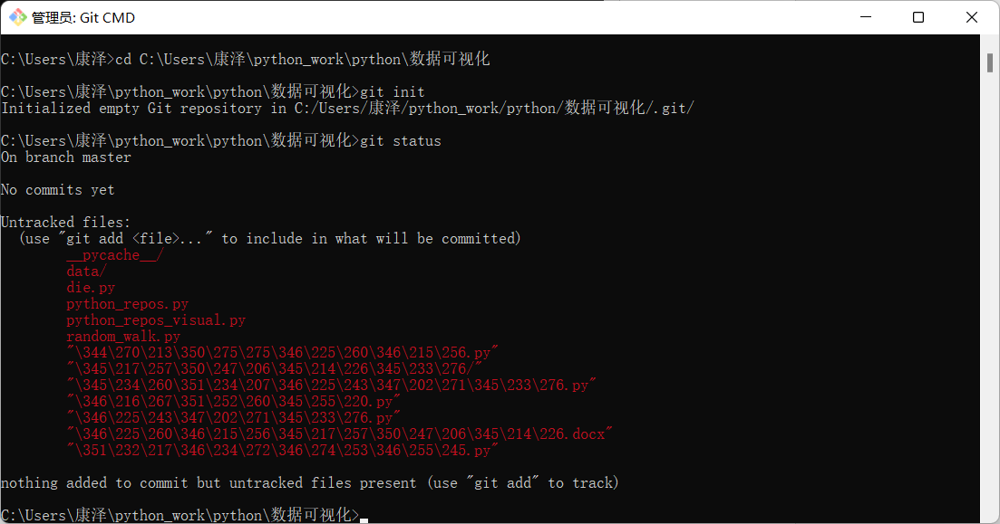 管理员: Git CMD
C:\Users\康泽>cd C:\Users\康泽\python_work\python\数据可视化
C:\Users\康泽\python_work\python\数据可视化>git init
Initialized empty Git repository in C:/Users/康泽/python_work/python/数据可视化/.git/
C:\Users\康泽\python_work\python\数据可视化>git status
On branch master
No commits yet
Untracked files:
(use "git add <file>..." to include in what will be committed)
__pycache__/
data/
die.py
python_repos.py
python_repos_visual.py
random_walk.py
"\344\270\213\350\275\275\346\225\260\346\215\256.py"
"\345\217\257\350\247\206\345\214\226\345\233\276/"
"\345\234\260\351\234\207\346\225\243\347\202\271\345\233\276.py"
"\346\216\267\351\252\260\345\255\220.py"
"\346\225\243\347\202\271\345\233\276.py"
"\346\225\260\346\215\256\345\217\257\350\247\206\345\214\226.docx"
"\351\232\217\346\234\272\346\274\253\346\255\245.py"
nothing added to commit but untracked files present (use "git add" to track)
C:\Users\康泽\python_work\python\数据可视化>